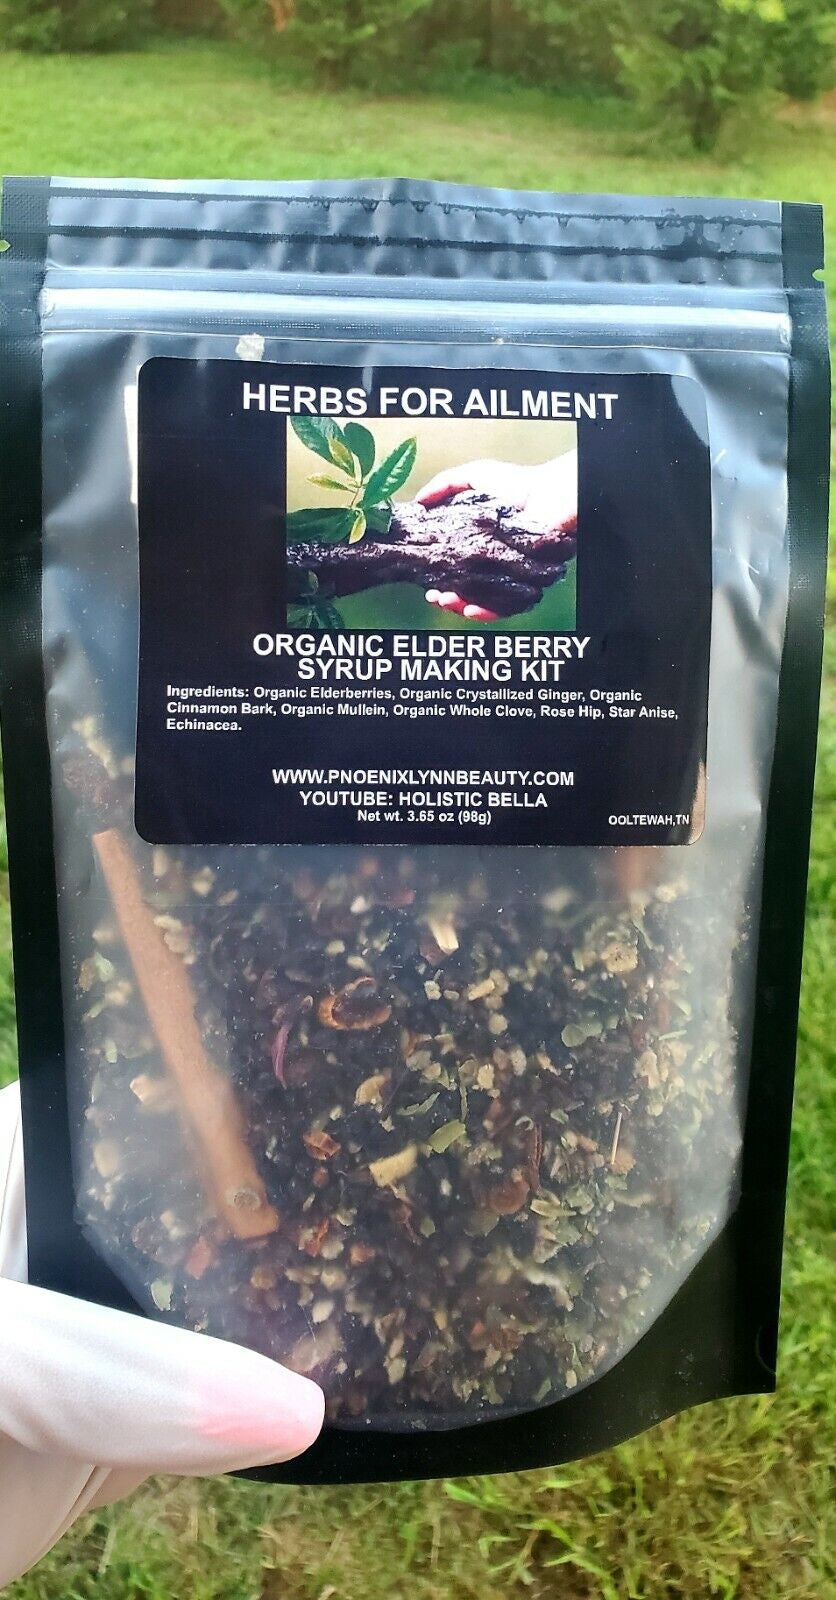 HERBS FOR AILMENT
ORGANIC ELDER BERRY
SYRUP MAKING KIT
Ingredients: Organic Elderberries, Organic Crystallized Ginger, Organic
Cinnamon Bark, Organic Mullein, Organic Whole Clove, Rose Hip, Star Anise,
Echinacea.
WWW.PNOENIXLYNNBEAUTY.COM
YOUTUBE: HOLISTIC BELLA
Net wt. 3.65 oz (98g)
OOLTEWAH,TN